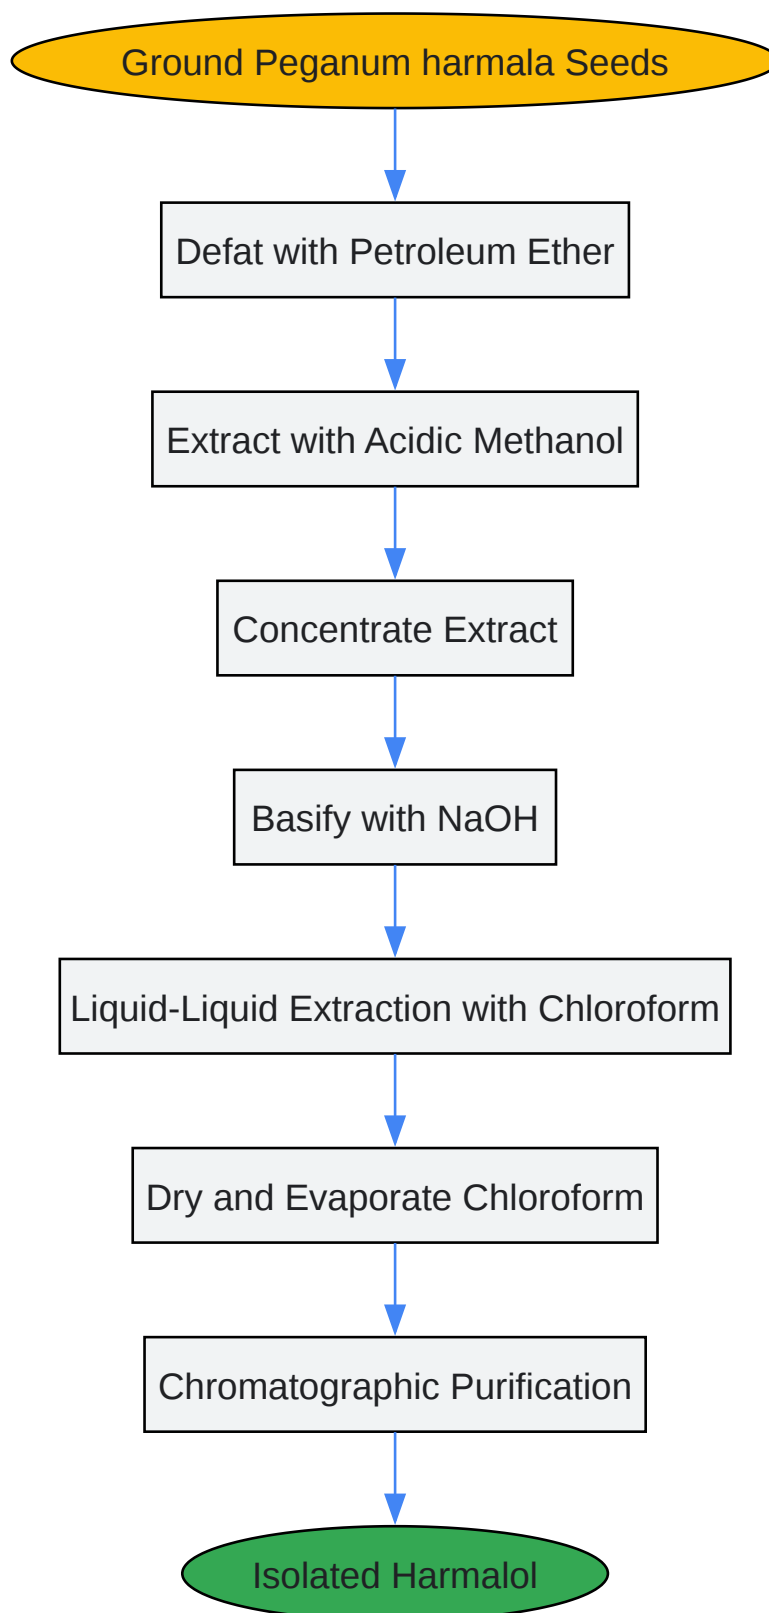 Ground Peganum harmala Seeds
Defat with Petroleum Ether
Extract with Acidic Methanol
Concentrate Extract
Basify with NaOH
Liquid-Liquid Extraction with Chloroform
Dry and Evaporate Chloroform
Chromatographic Purification
Isolated Harmalol